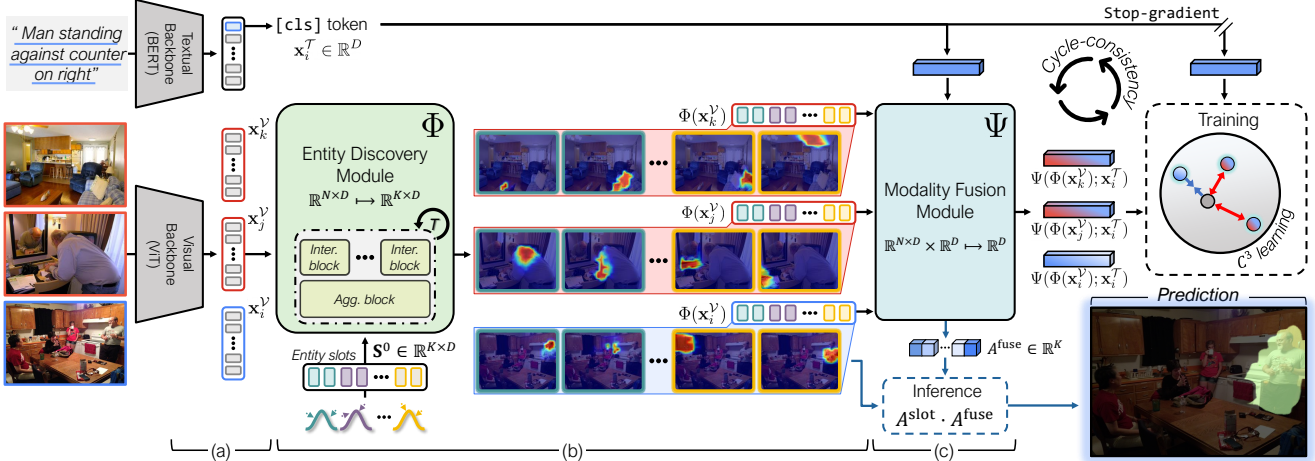 “ Man standing
against counter
on right”
Textual
Backbone
(BERT)
[cls] token
x_i^𝒯 ∈ ℝ^D
Stop-gradient
Cycle-consistency
x_k^𝒱
x_j^𝒱
x_i^𝒱
Visual
Backbone
(ViT)
Φ
Entity Discovery
Module
ℝ^{N×D} ↦ ℝ^{K×D}
T
Inter.
block
•••
Inter.
block
Agg. block
Entity slots
S^0 ∈ ℝ^{K×D}
Φ(x_k^𝒱)
Φ(x_j^𝒱)
Φ(x_i^𝒱)
Ψ
Modality Fusion
Module
ℝ^{N×D} × ℝ^D ↦ ℝ^D
A^fuse ∈ ℝ^K
Inference
A^slot · A^fuse
Ψ(Φ(x_k^𝒱); x_i^𝒯)
Ψ(Φ(x_j^𝒱); x_i^𝒯)
Ψ(Φ(x_i^𝒱); x_i^𝒯)
Training
C^3 learning
Prediction
(a)
(b)
(c)